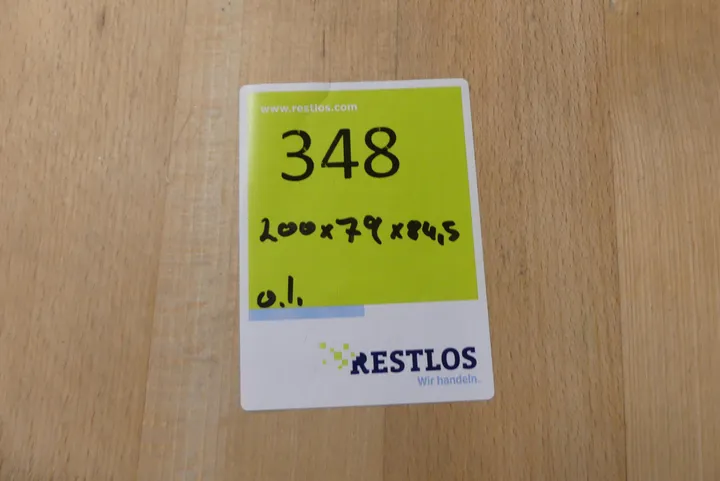 www.restlos.com
348
200x79x84,5
o.l.
RESTLOS
Wir handeln.